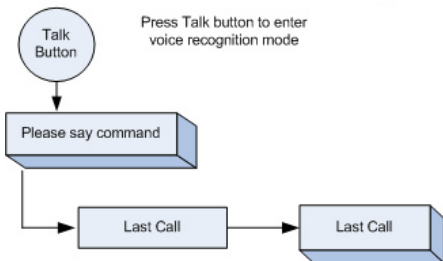 Talk
Button
Press Talk button to enter
voice recognition mode
Please say command
Last Call
Last Call